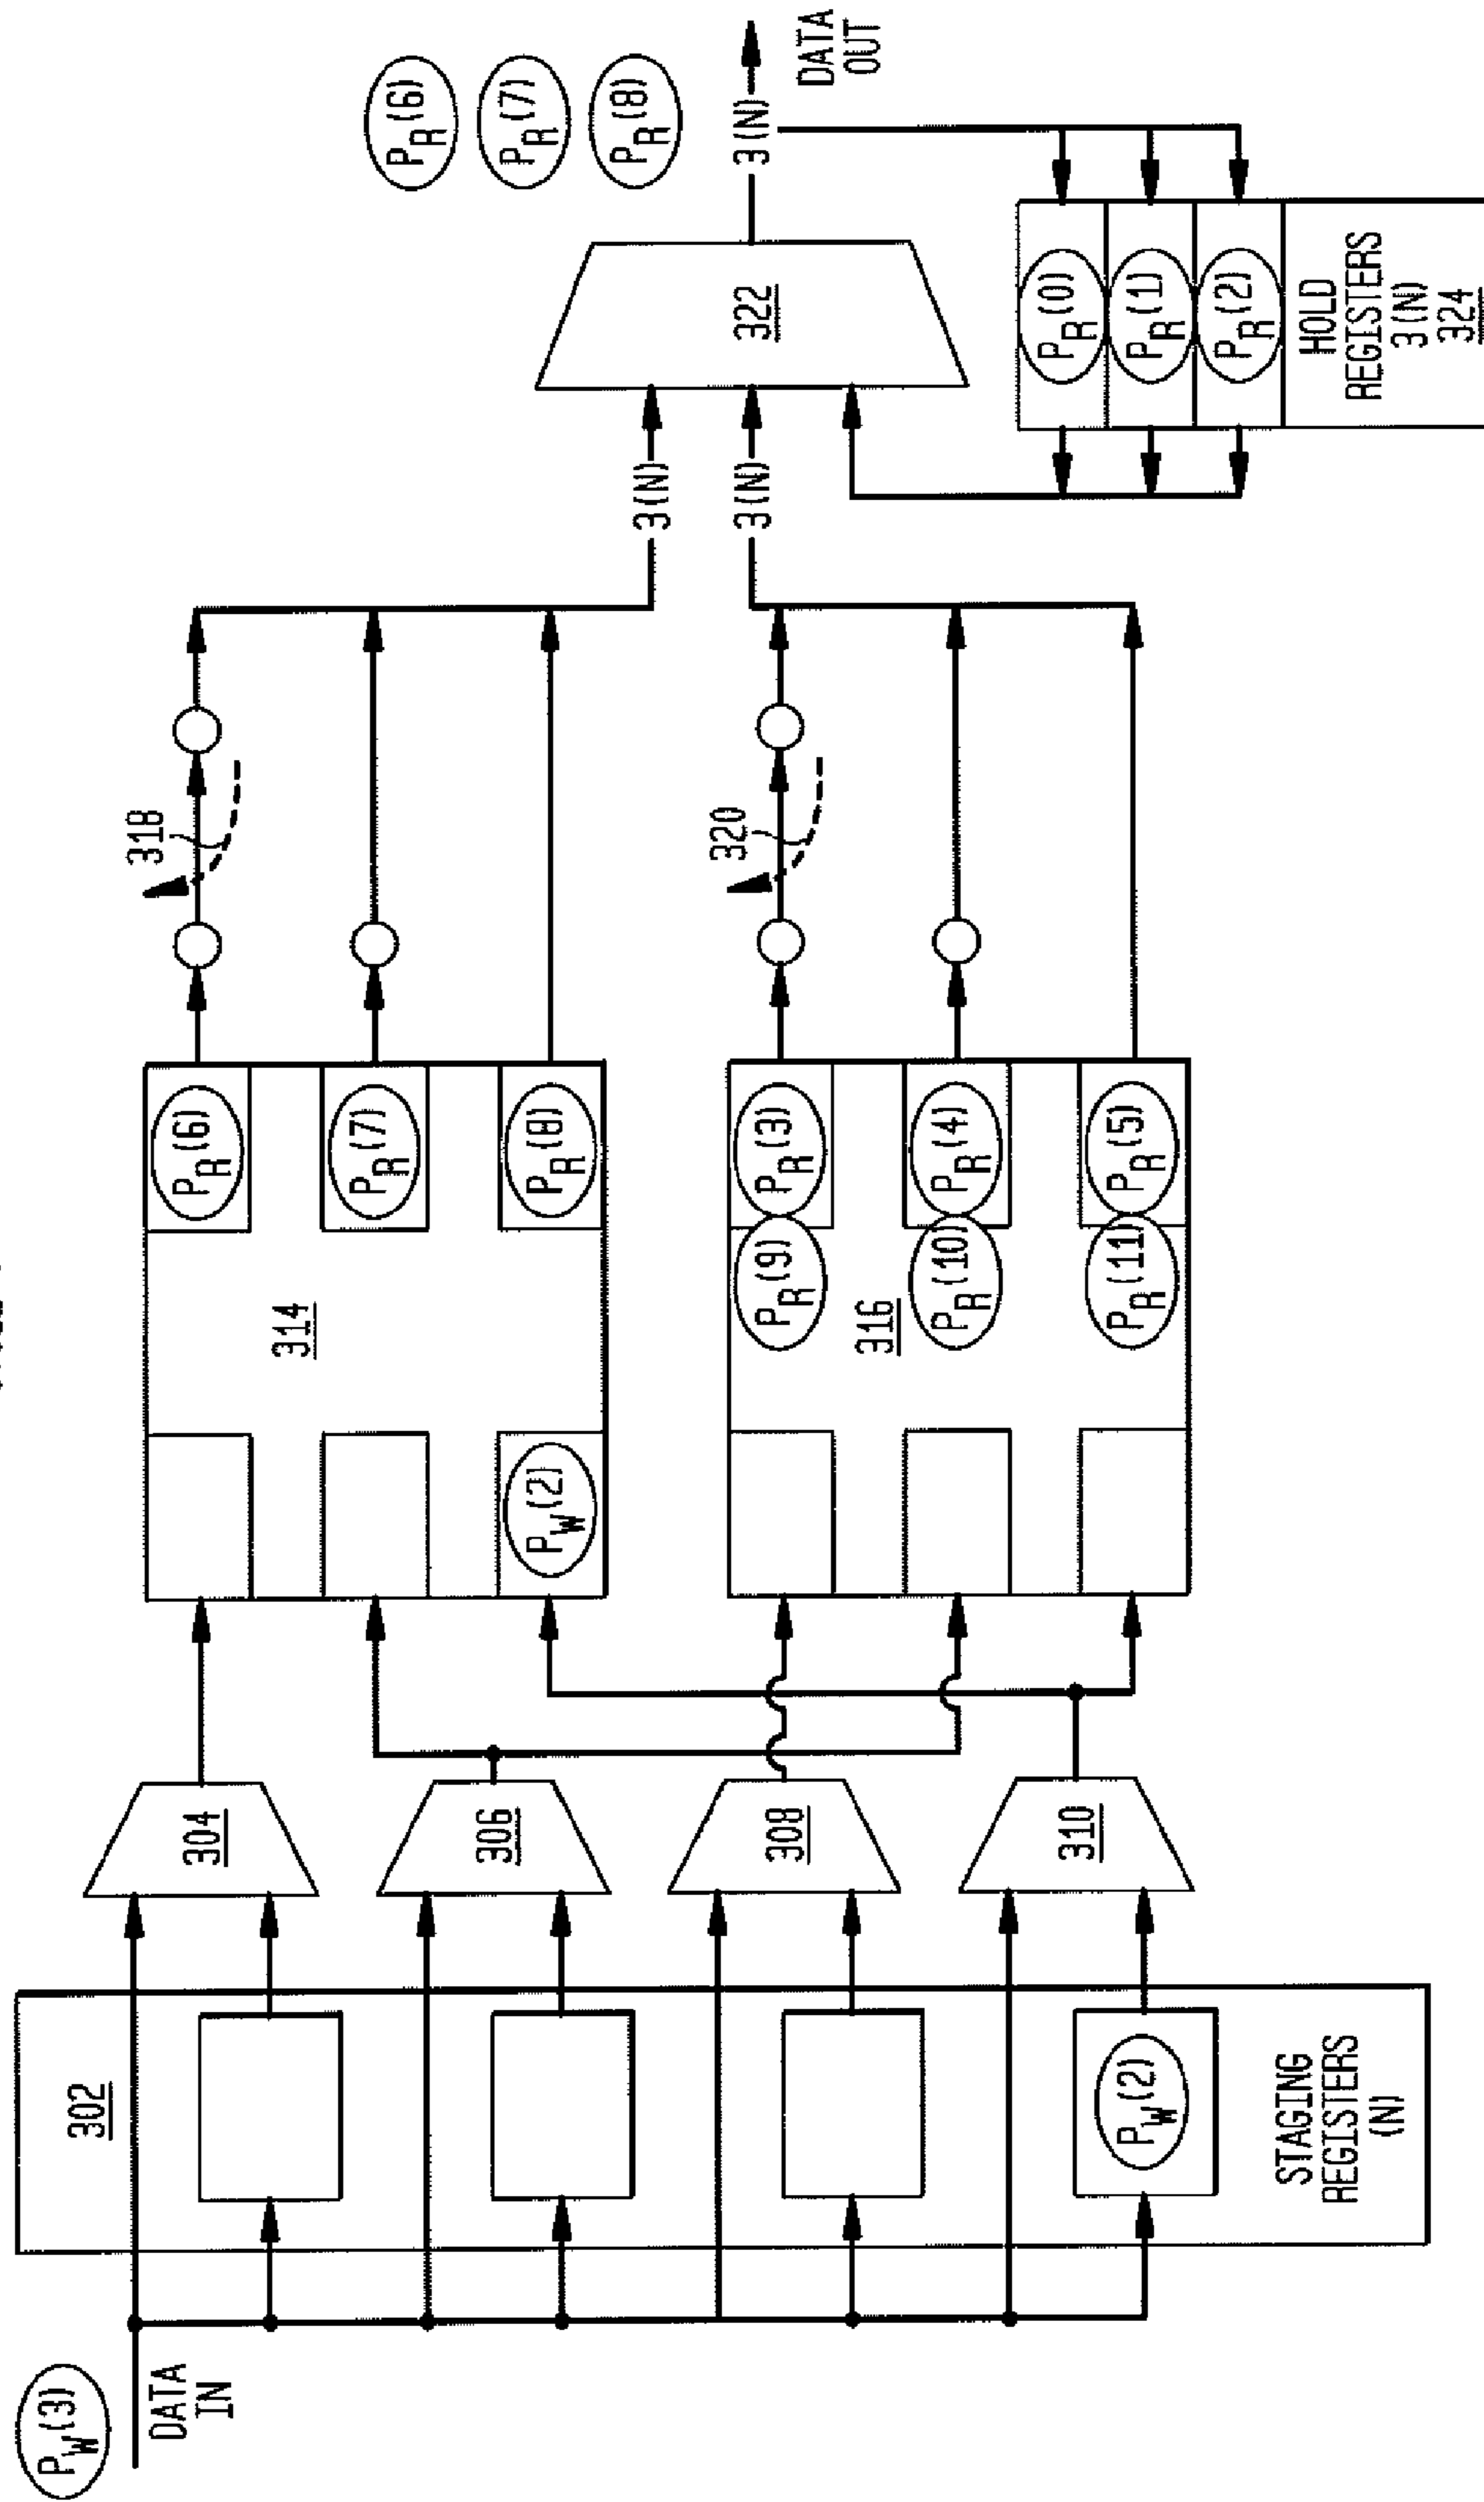 P_W(3)
DATA
IN
302
P_W(2)
STAGING
REGISTERS
(N)
304
306
308
310
P_W(2)
314
P_R(6)
P_R(7)
P_R(8)
316
P_R(9)
P_R(3)
P_R(10)
P_R(4)
P_R(11)
P_R(5)
318
320
3(N)
3(N)
322
P_R(0)
P_R(1)
P_R(2)
HOLD
REGISTERS
3(N)
324
3(N)
P_R(6)
P_R(7)
P_R(8)
DATA
OUT